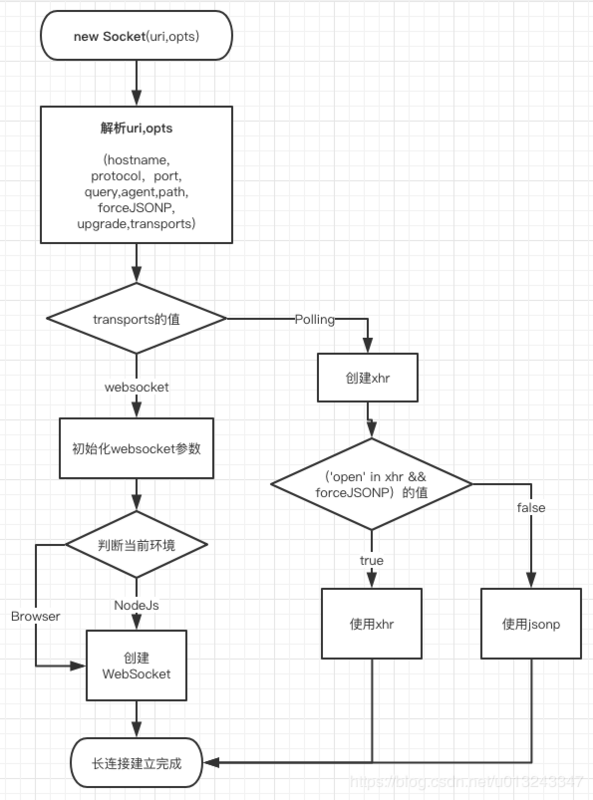 new Socket(uri,opts)
解析uri,opts
(hostname,
protocol，port,
query,agent,path,
forceJSONP,
upgrade,transports)
transports的值
Polling
websocket
创建xhr
初始化websocket参数
（'open' in xhr &&
forceJSONP）的值
false
判断当前环境
true
NodeJs
Browser
使用xhr
使用jsonp
创建
WebSocket
长连接建立完成
https://blog.csdn.net/u013243347